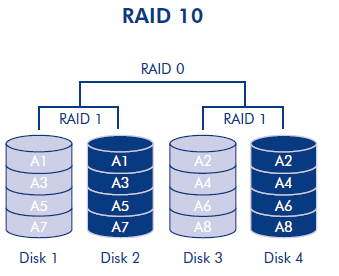 RAID 10
RAID 0
RAID 1 RAID 1
A1 A1 A2 A2
A3 A3 A4 A4
A5 A5 A6 A6
A7 A7 A8 A8
Disk 1 Disk 2 Disk 3 Disk 4